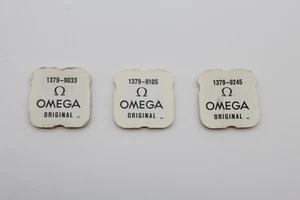 1379-9033
Ω
OMEGA
ORIGINAL
1379-9105
Ω
OMEGA
ORIGINAL
1379-9245
Ω
OMEGA
ORIGINAL